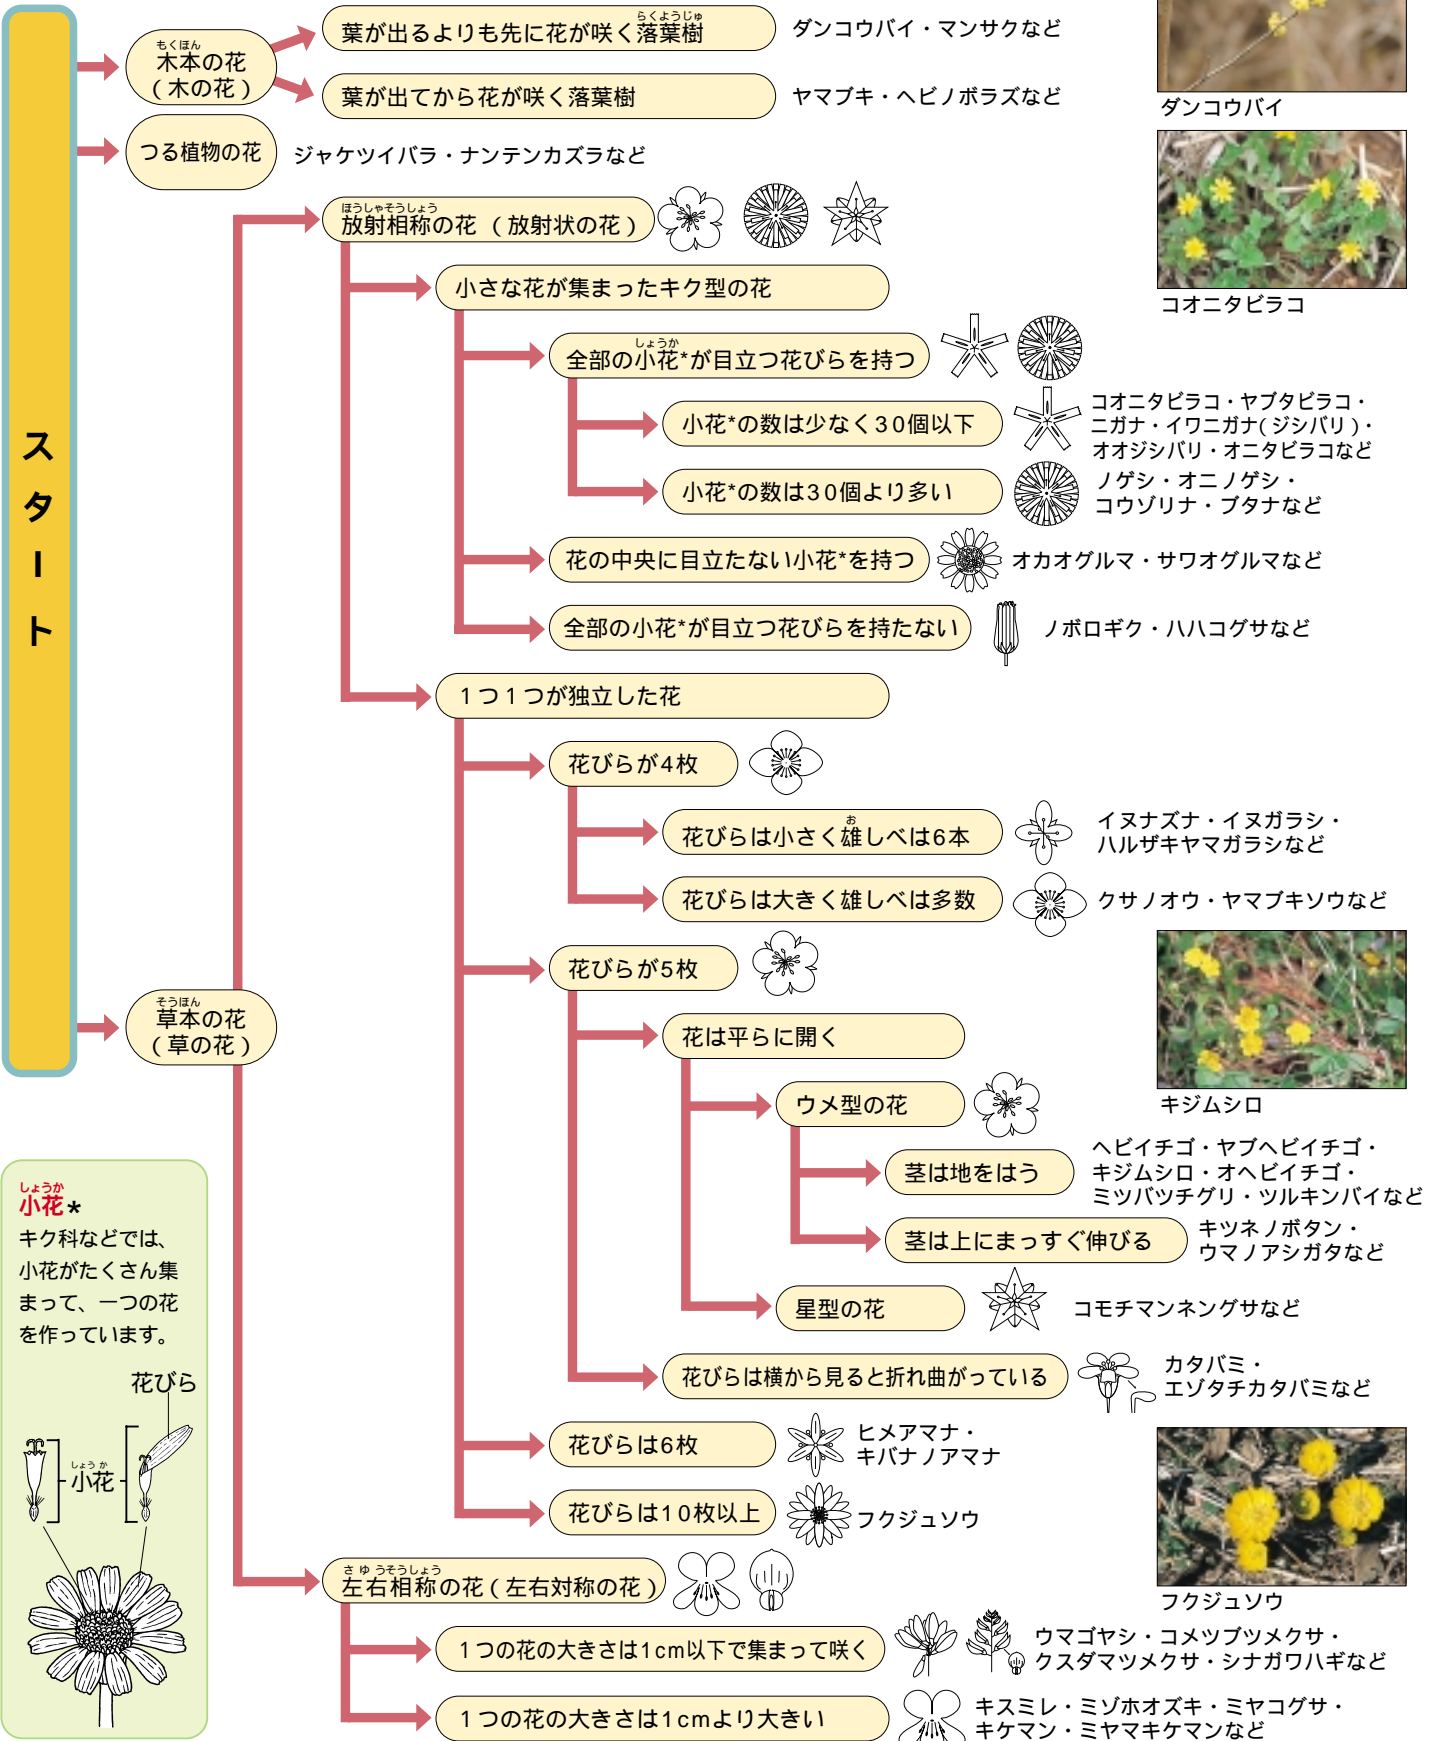 スタート
もくほん
木本の花
(木の花)
らくようじゅ
葉が出るよりも先に花が咲く落葉樹
ダンコウバイ・マンサクなど
葉が出てから花が咲く落葉樹
ヤマブキ・ヘビノボラズなど
ダンコウバイ
つる植物の花
ジャケツイバラ・ナンテンカズラなど
ほうしゃそうしょう
放射相称の花(放射状の花)
コオニタビラコ
小さな花が集まったキク型の花
しょうか
全部の小花*が目立つ花びらを持つ
小花*の数は少なく30個以下
コオニタビラコ・ヤブタビラコ・
ニガナ・イワニガナ(ジシバリ)・
オオジシバリ・オニタビラコなど
小花*の数は30個より多い
ノゲシ・オニノゲシ・
コウゾリナ・ブタナなど
花の中央に目立たない小花*を持つ
オカオグルマ・サワオグルマなど
全部の小花*が目立つ花びらを持たない
ノボロギク・ハハコグサなど
1つ1つが独立した花
花びらが4枚
お
花びらは小さく雄しべは6本
イヌナズナ・イヌガラシ・
ハルザキヤマガラシなど
花びらは大きく雄しべは多数
クサノオウ・ヤマブキソウなど
花びらが5枚
そうほん
草本の花
(草の花)
花は平らに開く
キジムシロ
ウメ型の花
茎は地をはう
ヘビイチゴ・ヤブヘビイチゴ・
キジムシロ・オヘビイチゴ・
ミツバツチグリ・ツルキンバイなど
茎は上にまっすぐ伸びる
キツネノボタン・
ウマノアシガタなど
星型の花
コモチマンネングサなど
花びらは横から見ると折れ曲がっている
カタバミ・
エゾタチカタバミなど
花びらは6枚
ヒメアマナ・
キバナノアマナ
花びらは10枚以上
フクジュソウ
フクジュソウ
さゆうそうしょう
左右相称の花(左右対称の花)
1つの花の大きさは1cm以下で集まって咲く
ウマゴヤシ・コメツブツメクサ・
クスダマツメクサ・シナガワハギなど
1つの花の大きさは1cmより大きい
キスミレ・ミゾホオズキ・ミヤコグサ・
キケマン・ミヤマキケマンなど
しょうか
小花*
キク科などでは、
小花がたくさん集
まって、一つの花
を作っています。
花びら
しょうか
小花